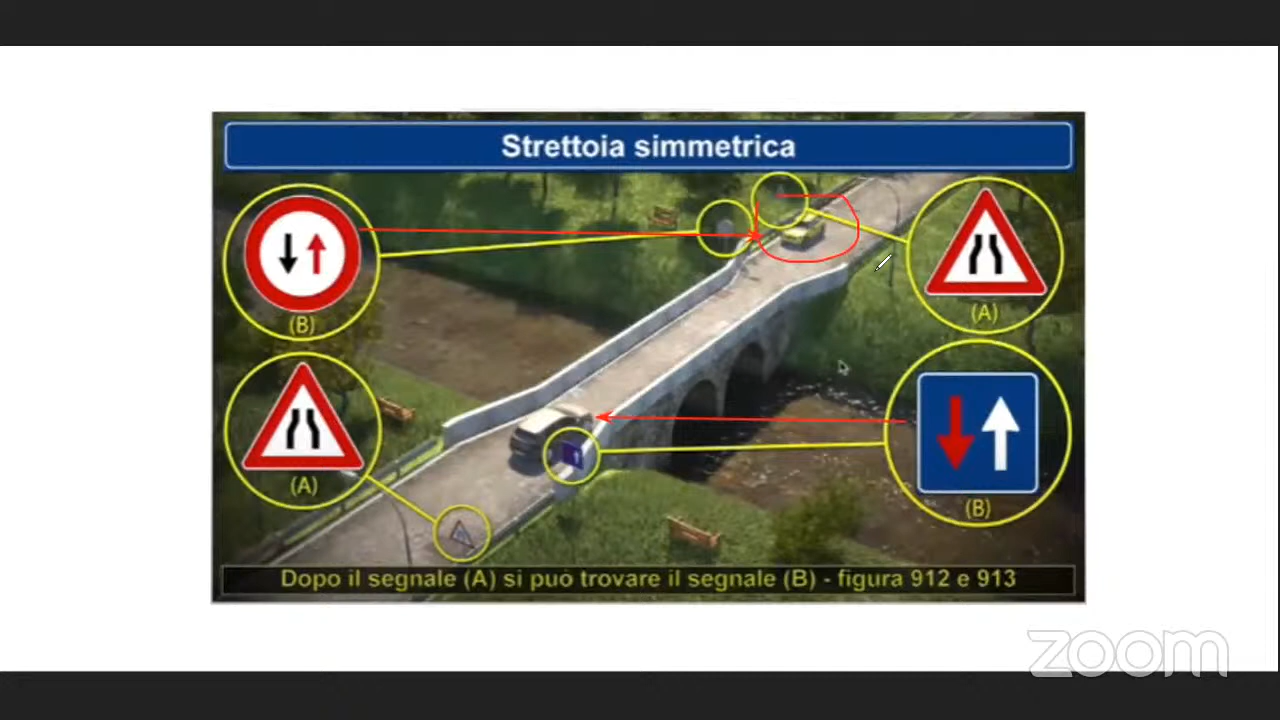 Strettoia simmetrica
(B)
(A)
(A)
(B)
Dopo il segnale (A) si può trovare il segnale (B) - figura 912 e 913
zoom